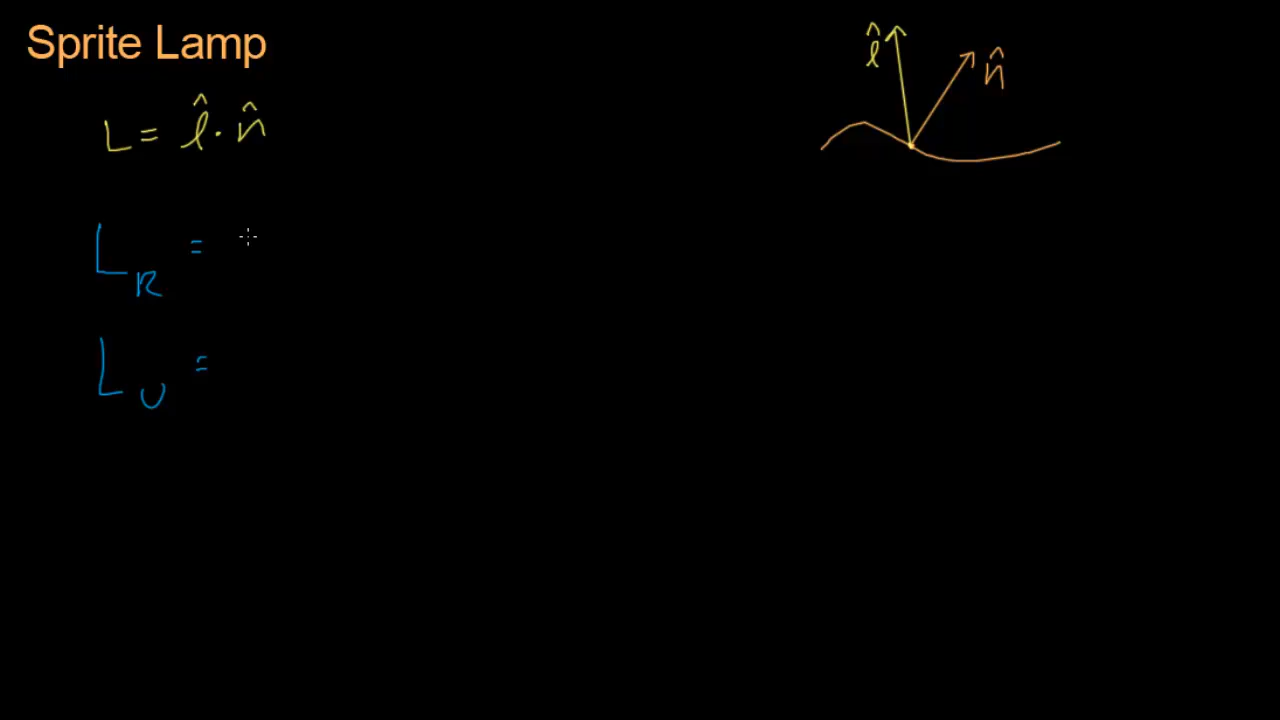 Sprite Lamp
L = l̂ · n̂
l̂
n̂
L_R =
L_U =